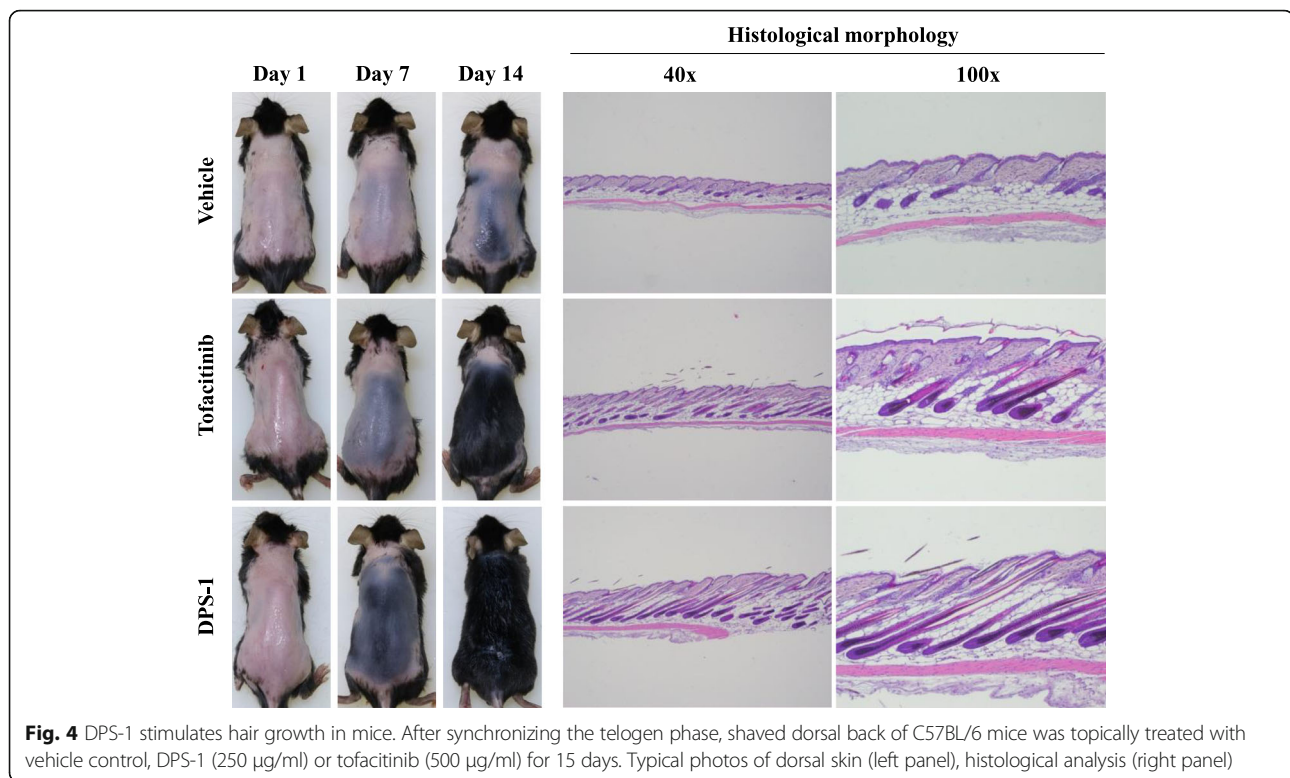 Histological morphology
Day 1 Day 7 Day 14 40x 100x
Vehicle
Tofacitinib
DPS-1
Fig. 4 DPS-1 stimulates hair growth in mice. After synchronizing the telogen phase, shaved dorsal back of C57BL/6 mice was topically treated with
vehicle control, DPS-1 (250 μg/ml) or tofacitinib (500 μg/ml) for 15 days. Typical photos of dorsal skin (left panel), histological analysis (right panel)